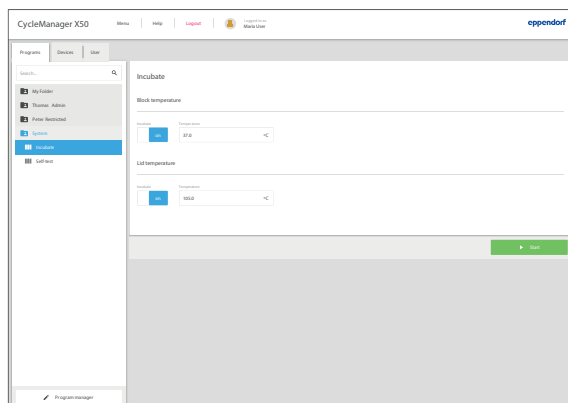 CycleManager X50
Menu
Help
Logout
Logged in as
Maria User
eppendorf
Programs
Devices
User
Search...
My Folder
Thomas Admin
Peter Restricted
System
Incubate
Self-test
Program manager
Incubate
Block temperature
Incubate
Temperature
on
37.0
°C
Lid temperature
Incubate
Temperature
on
105.0
°C
Start